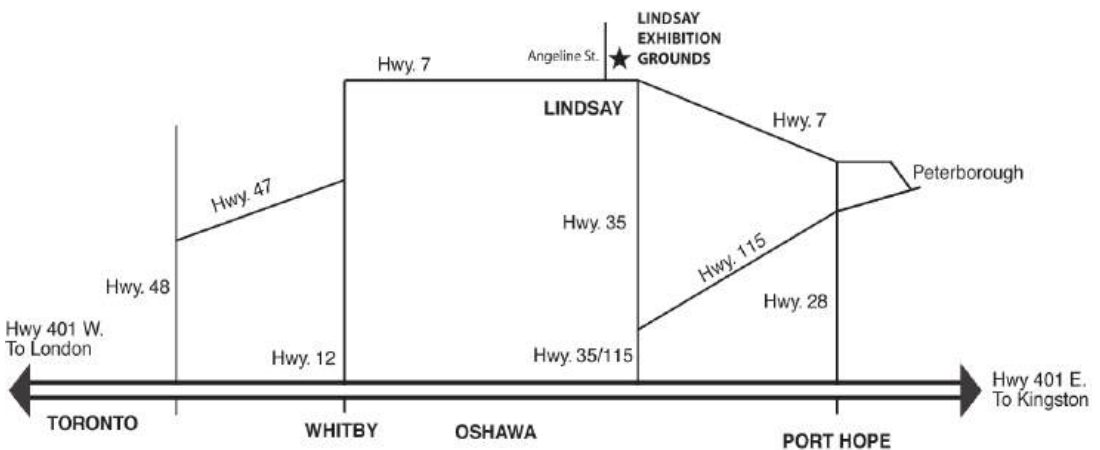 LINDSAY
EXHIBITION
GROUNDS
Angeline St.
Hwy. 7
LINDSAY
Hwy. 7
Peterborough
Hwy. 47
Hwy. 35
Hwy. 115
Hwy. 48
Hwy. 28
Hwy 401 W.
To London
Hwy. 12
Hwy. 35/115
Hwy 401 E.
To Kingston
TORONTO
WHITBY
OSHAWA
PORT HOPE